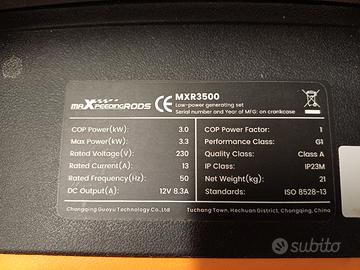 MAXPEEDINGRODS CE MXR3500
Low-power generating set
Serial number and Year of MFG: on crankcase
COP Power(kW): 3.0 COP Power Factor: 1
Max Power(kW): 3.3 Performance Class: G1
Rated Voltage(V): 230 Quality Class: Class A
Rated Current(A): 13 IP Class: IP23M
Rated Frequency(Hz): 50 Net Weight(kg): 21
DC Output(A): 12V 8.3A Standards: ISO 8528-13
Chongqing Guoyu Technology Co.,Ltd Tuchang Town, Hechuan District, Chongqing, China
subito